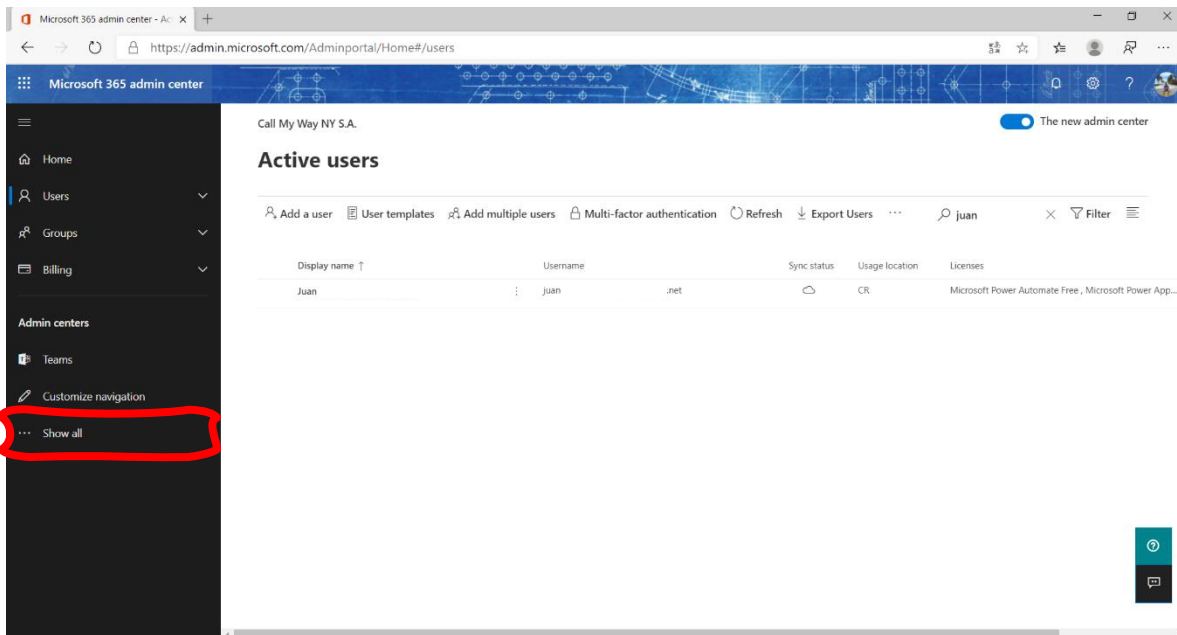 Microsoft 365 admin center - Ac
https://admin.microsoft.com/Adminportal/Home#/users
Microsoft 365 admin center
?
Call My Way NY S.A.
The new admin center
Home
Active users
Users
Add a user User templates Add multiple users Multi-factor authentication Refresh Export Users ... juan Filter
Groups
Billing
Display name ↑ Username Sync status Usage location Licenses
Juan juan .net CR Microsoft Power Automate Free , Microsoft Power App...
Admin centers
Teams
Customize navigation
... Show all